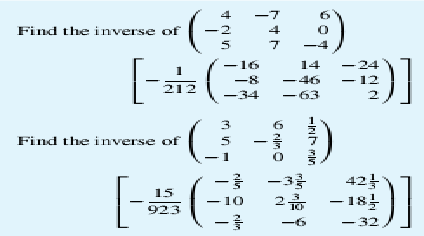 Find the inverse of \begin{pmatrix} 4 & -7 & 6 \\ -2 & 4 & 0 \\ 5 & 7 & -4 \end{pmatrix}
\left[ -\frac{1}{212} \begin{pmatrix} -16 & 14 & -24 \\ -8 & -46 & -12 \\ -34 & -63 & 2 \end{pmatrix} \right]
Find the inverse of \begin{pmatrix} 3 & 6 & \frac{1}{2} \\ 5 & -\frac{2}{3} & 7 \\ -1 & 0 & \frac{3}{5} \end{pmatrix}
\left[ -\frac{15}{923} \begin{pmatrix} -\frac{2}{5} & -3\frac{3}{5} & 42\frac{1}{3} \\ -10 & 2\frac{3}{10} & -18\frac{1}{2} \\ -\frac{2}{3} & -6 & -32 \end{pmatrix} \right]